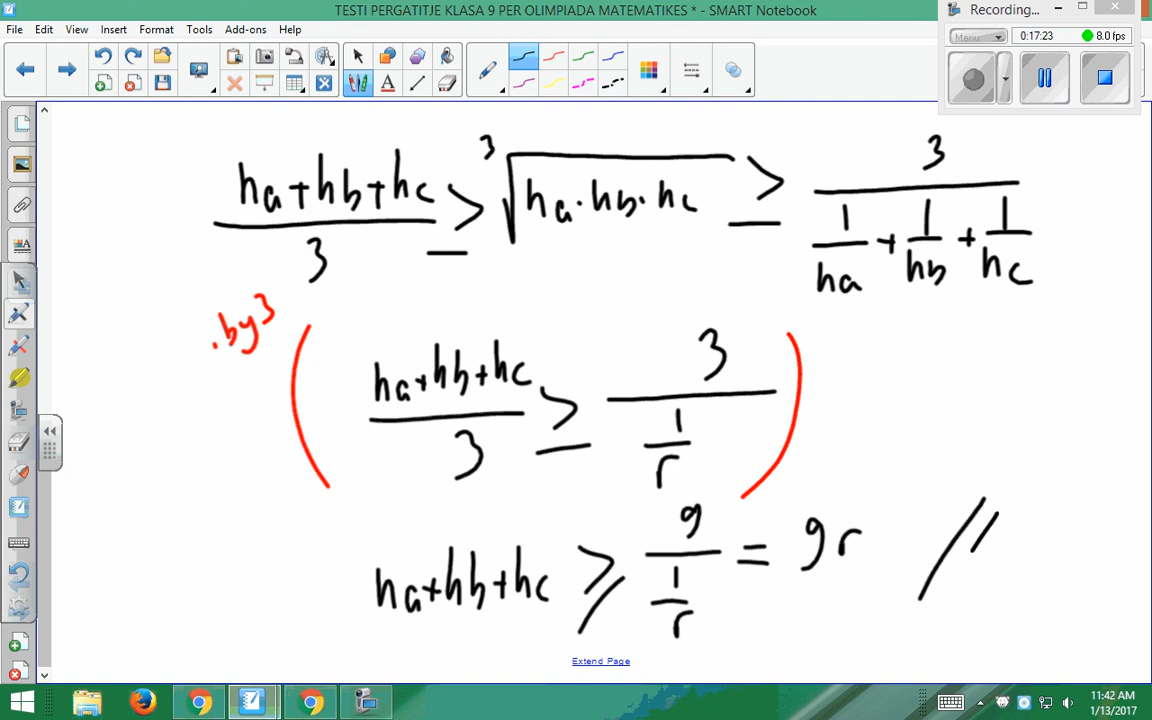 TESTI PERGATITJE KLASA 9 PER OLIMPIADA MATEMATIKES * - SMART Notebook
Recording...
File Edit View Insert Format Tools Add-ons Help
Menu 0:17:23 8.0 fps
(ha+hb+hc)/3 ≥ ³√(ha·hb·hc) ≥ 3/(1/ha + 1/hb + 1/hc)
.by3 ( (ha+hb+hc)/3 ≥ 3/(1/r) )
ha+hb+hc ≥ 9/(1/r) = 9r //
Extend Page
11:42 AM
1/13/2017